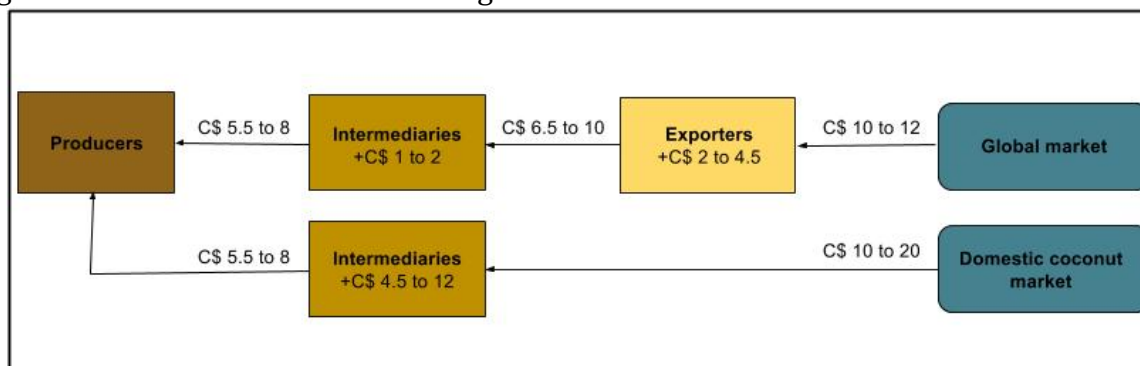 C$ 5.5 to 8
C$ 6.5 to 10
C$ 10 to 12
Producers
Intermediaries
+C$ 1 to 2
Exporters
+C$ 2 to 4.5
Global market
C$ 5.5 to 8
C$ 10 to 20
Intermediaries
+C$ 4.5 to 12
Domestic coconut
market